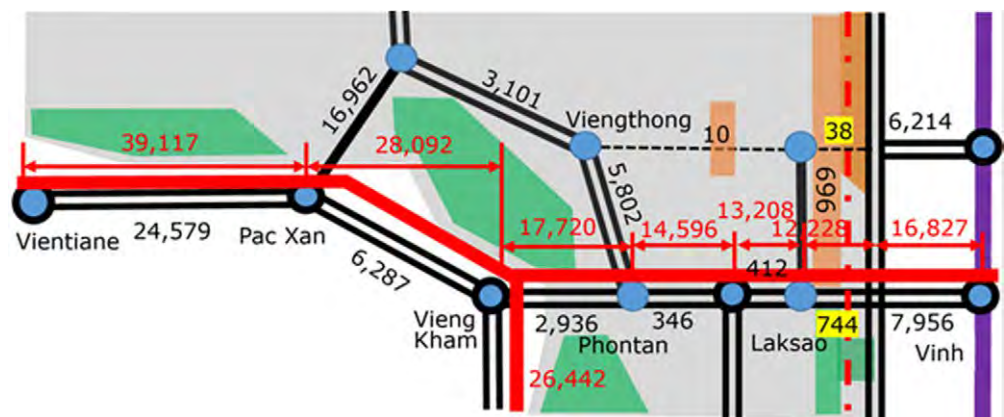 3,101
16,962
Viengthong
10
38
6,214
39,117
28,092
5,802
969
13,208
17,720
14,596
12,228
16,827
Vientiane
24,579
Pac Xan
6,287
412
Vieng
Kham
2,936
346
744
7,956
Phontan
Laksao
Vinh
26,442